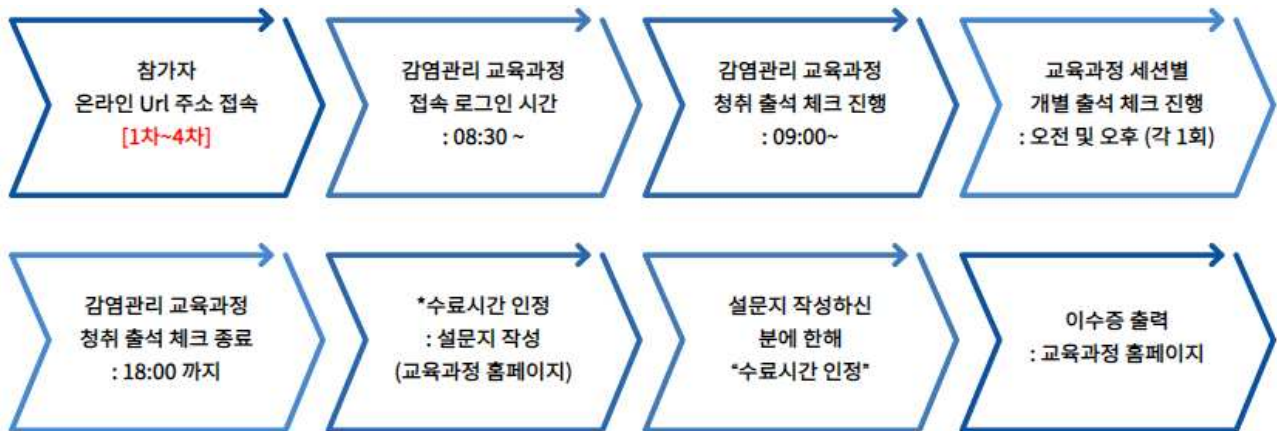 참가자
온라인 Url 주소 접속
[1차~4차]
감염관리 교육과정
접속 로그인 시간
: 08:30 ~
감염관리 교육과정
청취 출석 체크 진행
: 09:00~
교육과정 세션별
개별 출석 체크 진행
: 오전 및 오후 (각 1회)
감염관리 교육과정
청취 출석 체크 종료
: 18:00 까지
*수료시간 인정
: 설문지 작성
(교육과정 홈페이지)
설문지 작성하신
분에 한해
“수료시간 인정”
이수증 출력
: 교육과정 홈페이지